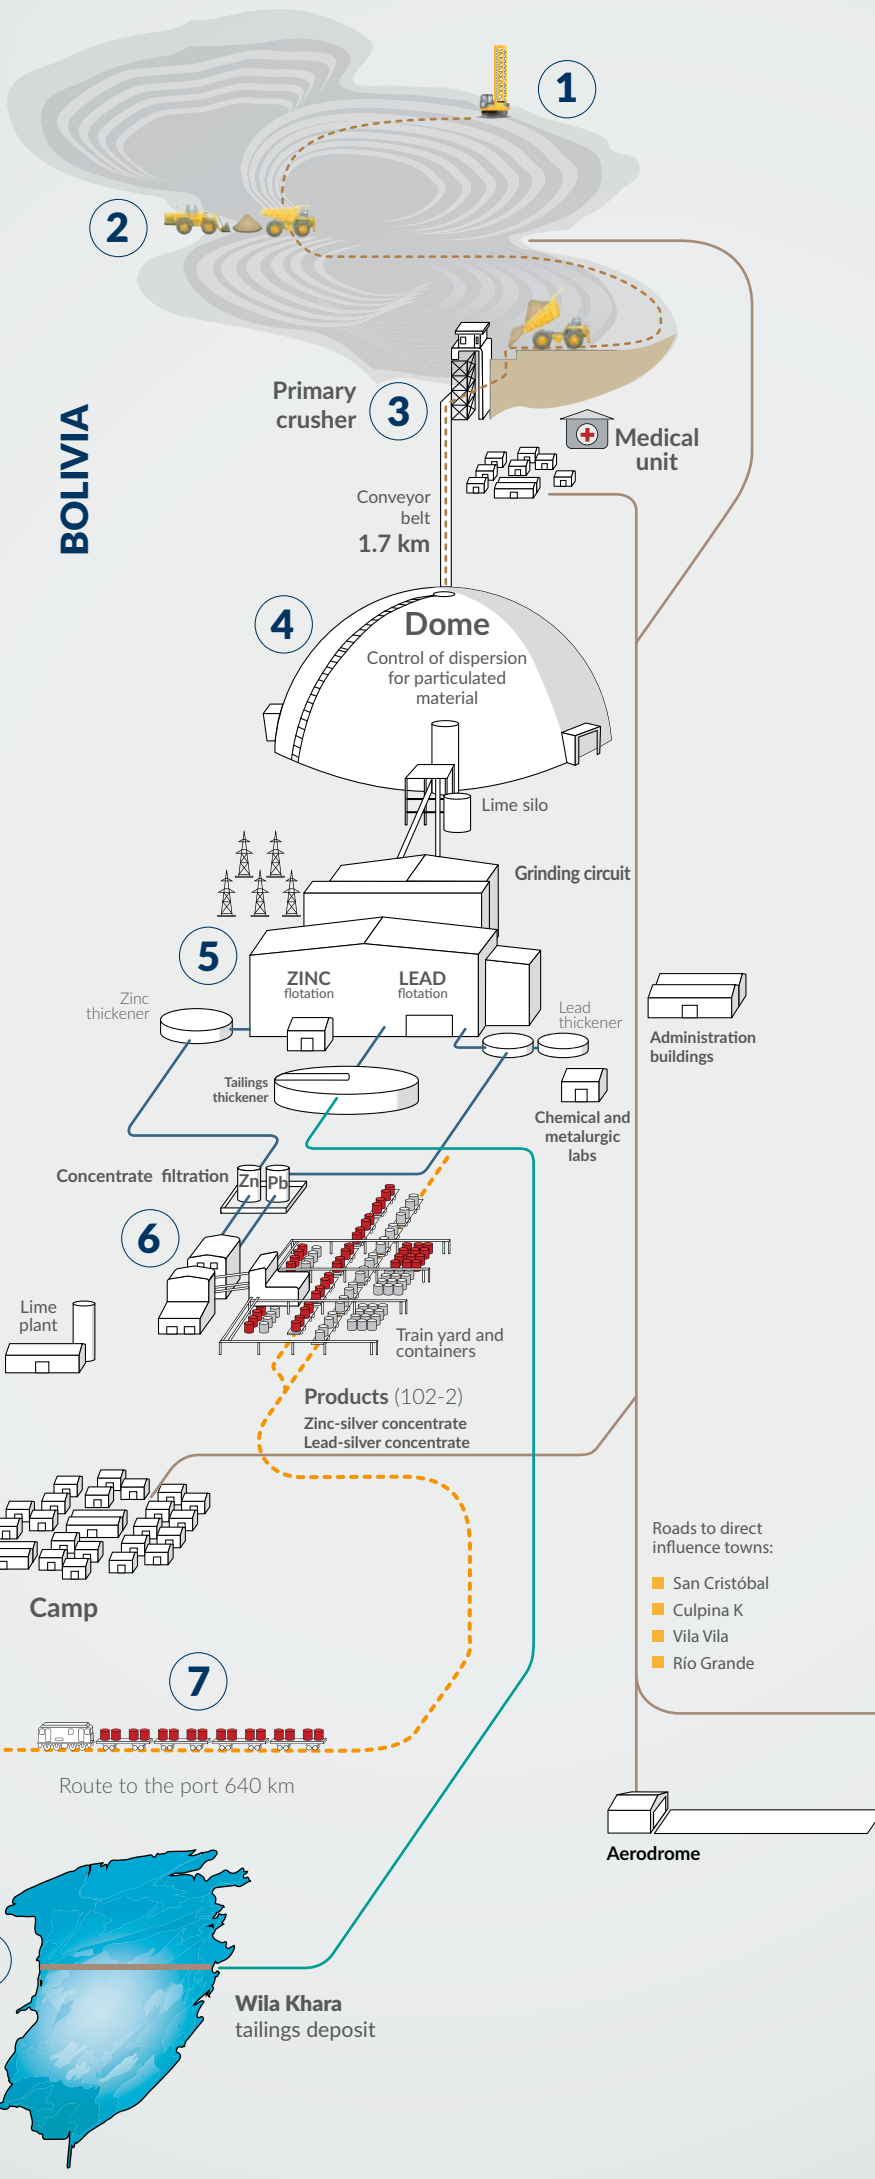 1
2
BOLIVIA
Primary
crusher
3
Medical
unit
Conveyor
belt
1.7 km
4
Dome
Control of dispersion
for particulated
material
Lime silo
Grinding circuit
5
ZINC
flotation
LEAD
flotation
Zinc
thickener
Lead
thickener
Administration
buildings
Tailings
thickener
Chemical and
metalurgic
labs
Concentrate filtration
Zn
Pb
6
Lime
plant
Train yard and
containers
Products (102-2)
Zinc-silver concentrate
Lead-silver concentrate
Camp
Roads to direct
influence towns:
San Cristóbal
Culpina K
Vila Vila
Río Grande
7
Route to the port 640 km
Aerodrome
Wila Khara
tailings deposit